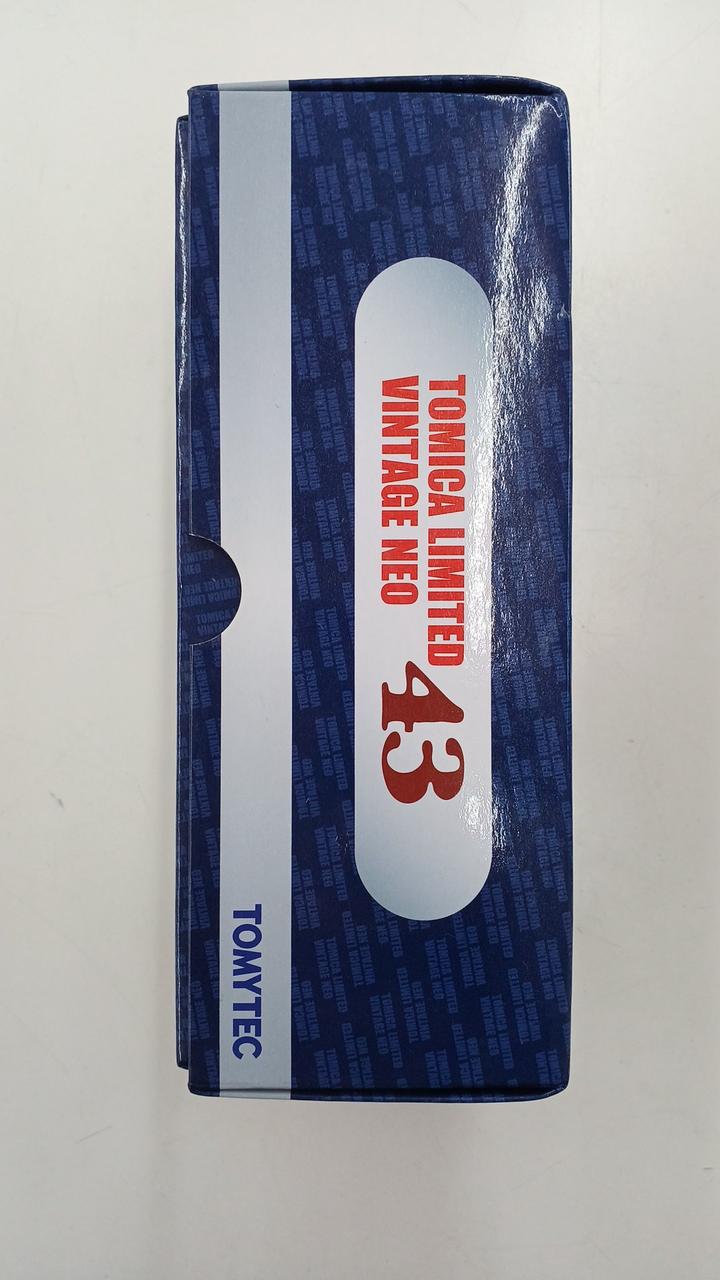 TOMICA LIMITED
VINTAGE NEO
43
TOMYTEC